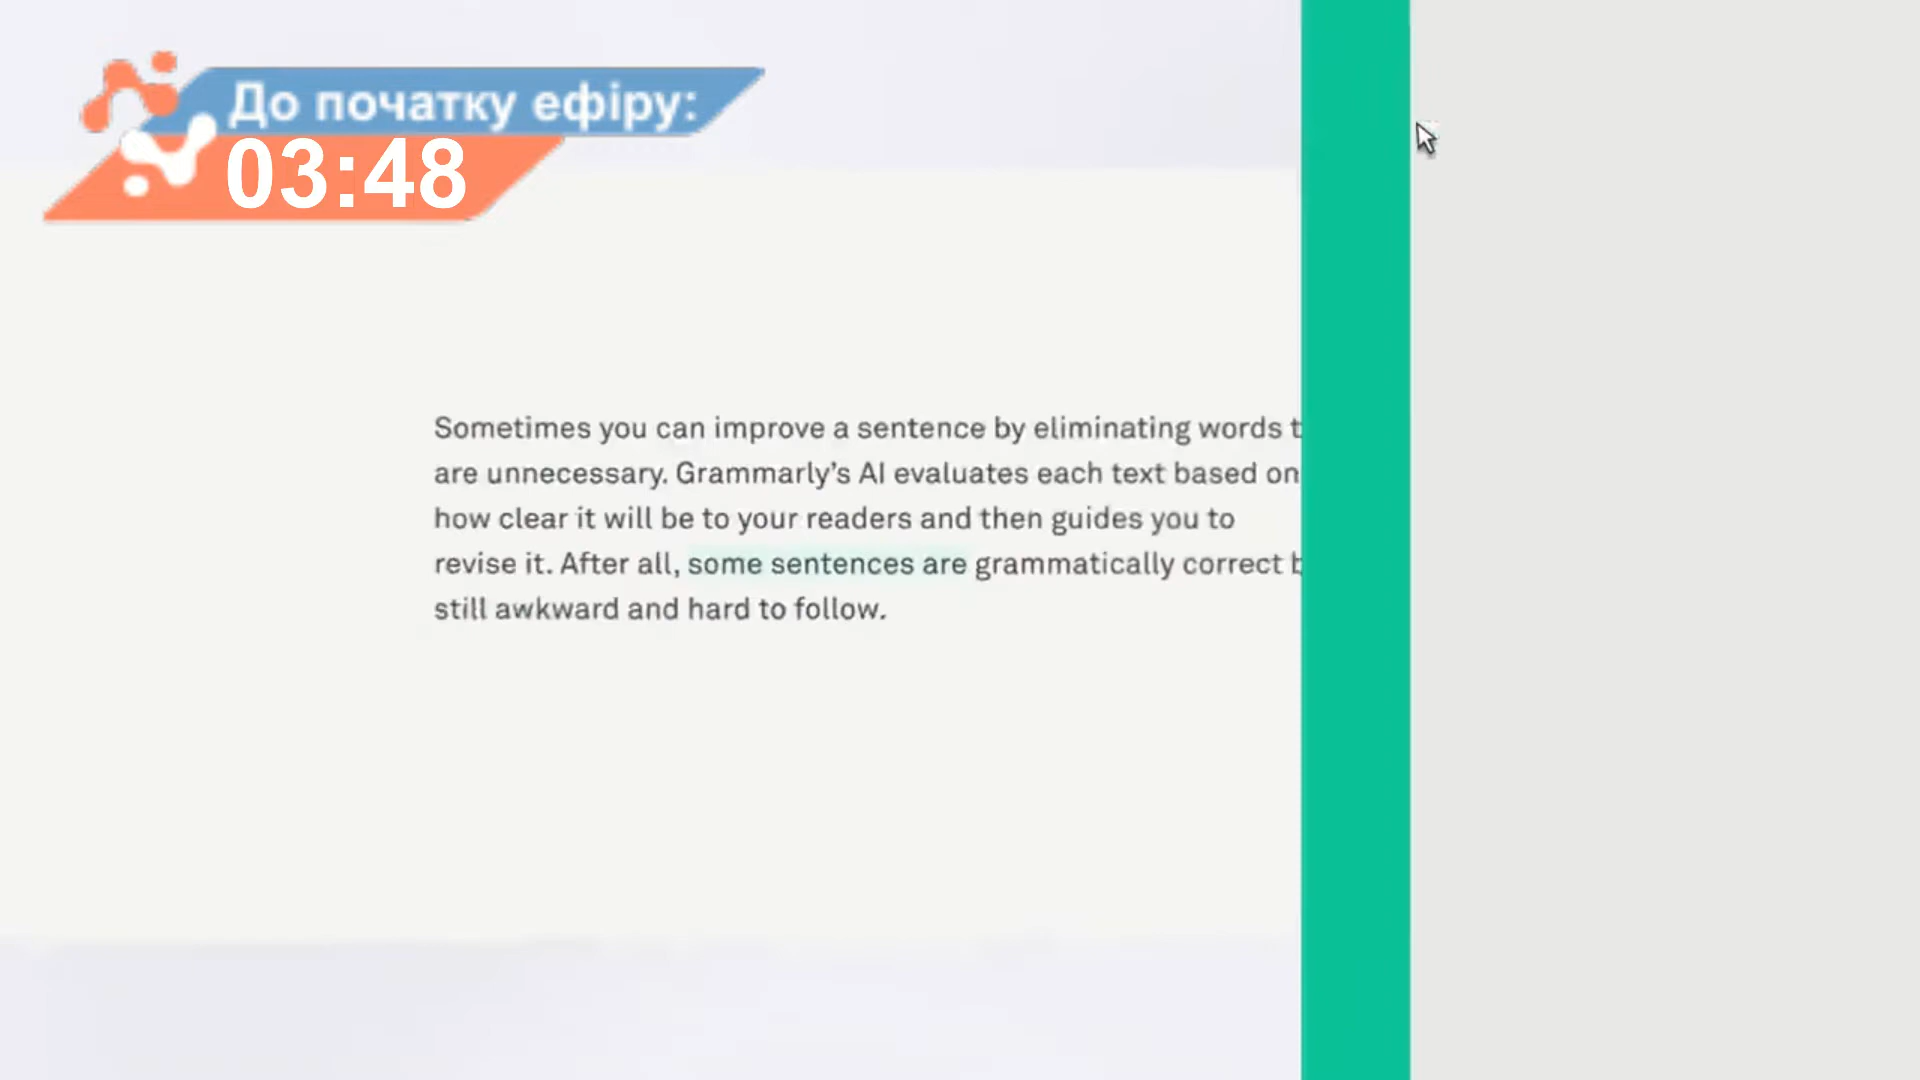 До початку ефіру:
03:48
Sometimes you can improve a sentence by eliminating words t
are unnecessary. Grammarly’s AI evaluates each text based on
how clear it will be to your readers and then guides you to
revise it. After all, some sentences are grammatically correct b
still awkward and hard to follow.